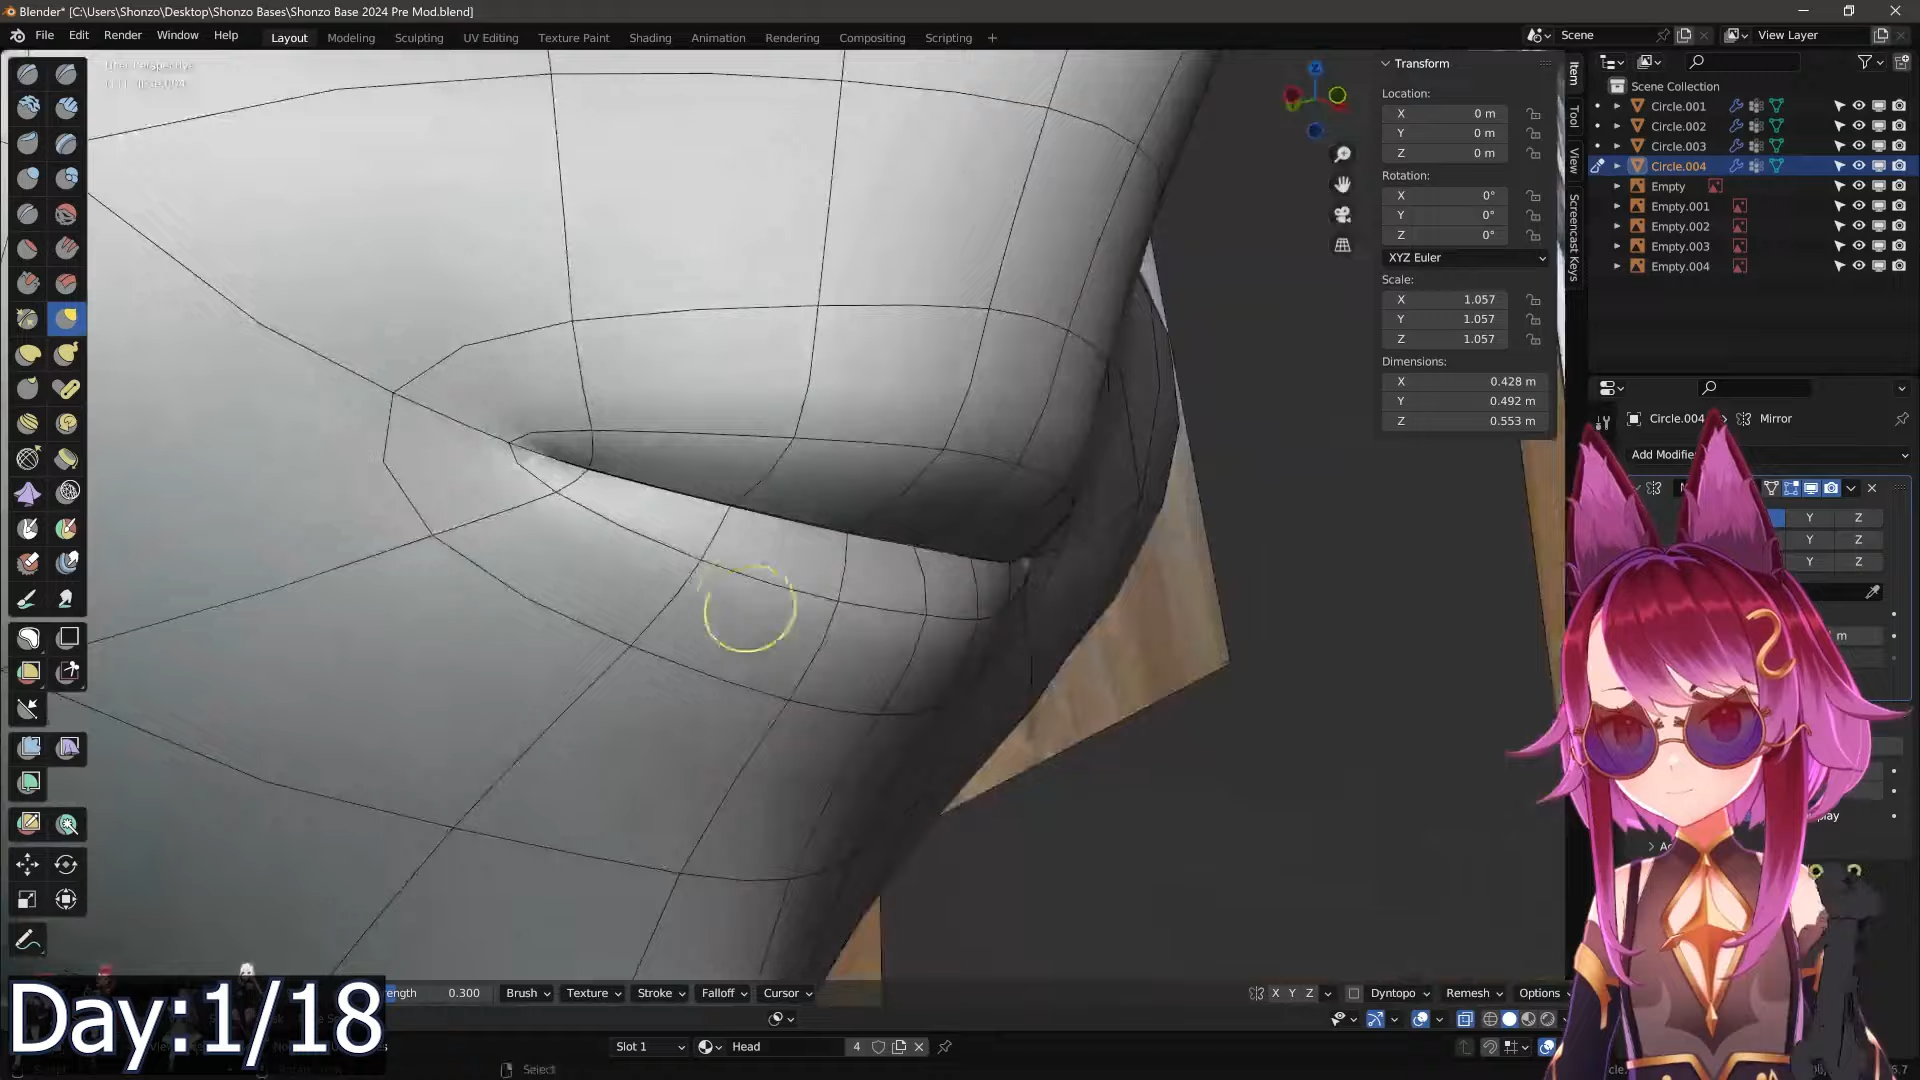 Blender* [C:\Users\Shonzo\Desktop\Shonzo Bases\Shonzo Base 2024 Pre Mod.blend]
File Edit Render Window Help
Layout Modeling Sculpting UV Editing Texture Paint Shading Animation Rendering Compositing Scripting +
Scene
View Layer
Transform
Location:
X 0 m
Y 0 m
Z 0 m
Rotation:
X 0°
Y 0°
Z 0°
XYZ Euler
Scale:
X 1.057
Y 1.057
Z 1.057
Dimensions:
X 0.428 m
Y 0.492 m
Z 0.553 m
Item
Tool
View
Screencast Keys
Scene Collection
Circle.001
Circle.002
Circle.003
Circle.004
Empty
Empty.001
Empty.002
Empty.003
Empty.004
Circle.004 > Mirror
Add Modifie
Y Z
Y Z
Y Z
m
play
Day:1/18
ength 0.300
Brush Texture Stroke Falloff Cursor
X Y Z
Dyntopo Remesh Options
Slot 1
Head 4
Select